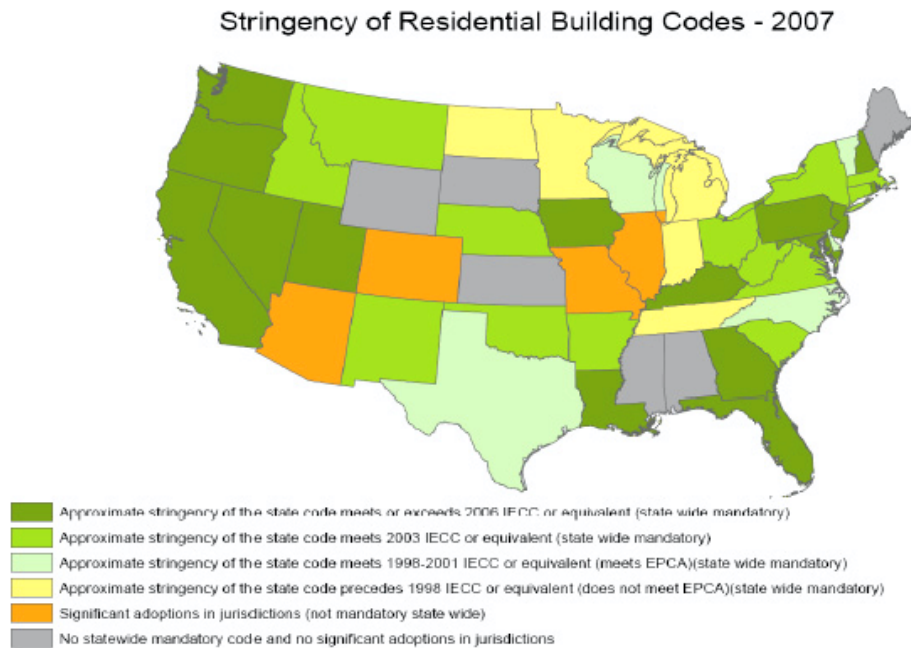 Stringency of Residential Building Codes - 2007
Approximate stringency of the state code meets or exceeds 2006 IECC or equivalent (state wide mandatory)
Approximate stringency of the state code meets 2003 IECC or equivalent (state wide mandatory)
Approximate stringency of the state code meets 1998-2001 IECC or equivalent (meets EPCA)(state wide mandatory)
Approximate stringency of the state code precedes 1998 IECC or equivalent (does not meet EPCA)(state wide mandatory)
Significant adoptions in jurisdictions (not mandatory state wide)
No statewide mandatory code and no significant adoptions in jurisdictions